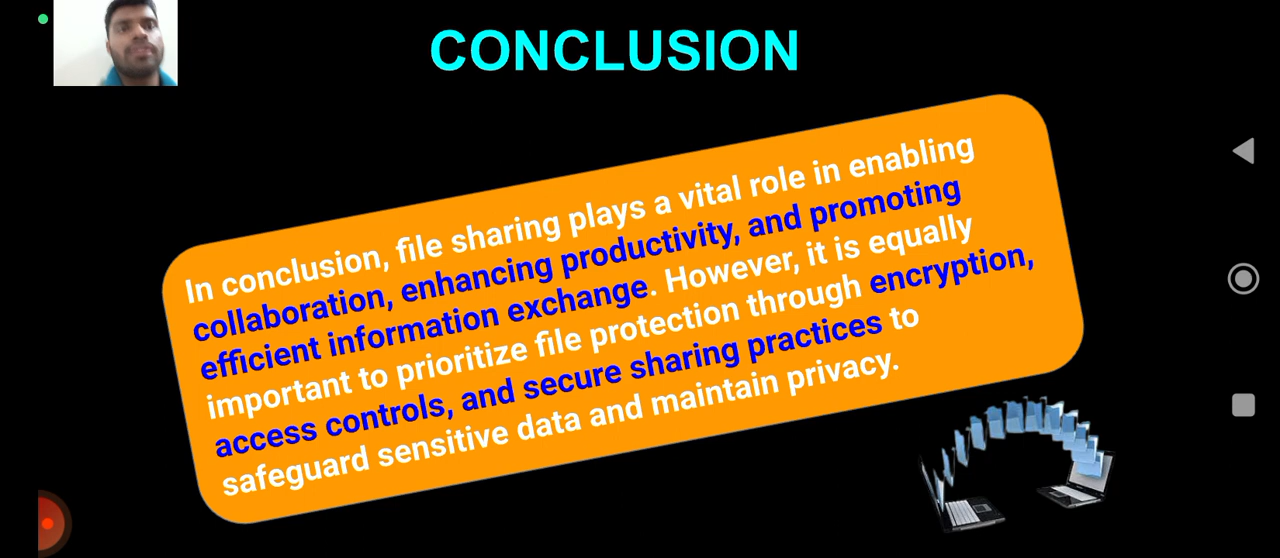 CONCLUSION
In conclusion, file sharing plays a vital role in enabling
collaboration, enhancing productivity, and promoting
efficient information exchange. However, it is equally
important to prioritize file protection through encryption,
access controls, and secure sharing practices to
safeguard sensitive data and maintain privacy.